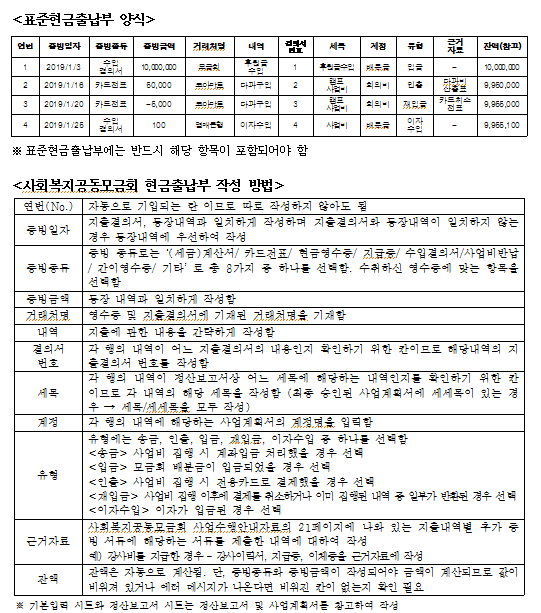 <표준현금출납부 양식>
연번 증빙일자 증빙종류 증빙금액 거래처명 내역 결의서 번호 세목 계정 유형 근거 자료 잔액(참고)
1 2019/1/3 수입 결의서 10,000,000 모금회 후원금 수입 1 후원금수입 배분금 입금 - 10,000,000
2 2019/1/16 카드전표 50,000 다과구입 2 캠프 사업비 회의비 인출 9,950,000
3 2019/1/20 카드전표 -5,000 다과구입 3 캠프 사업비 회의비 재입금 카드취소 전표 9,955,000
4 2019/1/25 수입 결의서 100 이자수입 4 사업비 배분금 이자 수입 - 9,955,100
※ 표준현금출납부에는 반드시 해당 항목이 포함되어야 함
<사회복지공동모금회 현금출납부 작성 방법>
연번(No.) 자동으로 기입되는 란 이므로 따로 작성하지 않아도 됨
증빙일자 지출결의서, 통장내역과 일치하게 작성하며 지출결의서와 통장내역이 일치하지 않는
경우 통장내역에 우선하여 작성
증빙종류 증빙 종류로는 '(세금)계산서/ 카드전표/ 현금영수증/ 지급증/ 수입결의서/사업비반납
/ 간이영수증/ 기타' 로 총 8가지 중 하나를 선택함. 수취하신 영수증에 맞는 항목을
선택함
증빙금액 통장 내역과 일치하게 작성함
거래처명 영수증 및 지출결의서에 기재된 거래처명을 기재함
내역 지출에 관한 내용을 간략하게 작성함
결의서
번호 각 행의 내역이 어느 지출결의서의 내용인지 확인하기 위한 칸이므로 해당내역의 지
출결의서 번호를 작성함
세목 각 행의 내역이 정산보고서상 어느 세목에 해당하는 내역인지를 확인하기 위한 칸
이므로 각 내역의 해당 세목을 작성함 (최종 승인된 사업계획서에 세세목이 있는 경
우 → 세목/세세목을 모두 작성)
계정 각 행의 내역에 해당하는 사업계획서의 계정명을 입력함
유형 유형에는 송금, 인출, 입금, 재입금, 이자수입 중 하나를 선택함
<송금> 사업비 집행 시 계좌입금 처리했을 경우 선택
<입금> 모금회 배분금이 입금되었을 경우 선택
<인출> 사업비 집행 시 전용카드로 결제했을 경우 선택
<재입금> 사업비 집행 이후에 결제를 취소하거나 이미 집행된 내역 중 일부가 반환된 경우 선택
<이자수입> 이자가 입금된 경우 선택
근거자료 사회복지공동모금회 사업수행안내자료의 21페이지에 나와 있는 지출내역별 추가 증
빙 서류에 해당하는 서류를 제출한 내역에 대하여 작성
예) 강사비를 지급한 경우 - 강사이력서, 지급증, 이체증을 근거자료에 작성
잔액 잔액은 자동으로 계산됨. 단, 증빙종류와 증빙금액이 작성되어야 금액이 계산되므로 값이
비워져 있거나 에러 메시지가 나온다면 비워진 칸이 없는지 확인 필요
※ 기본입력 시트와 정산보고서 시트는 정산보고서 및 사업계획서를 참고하여 작성